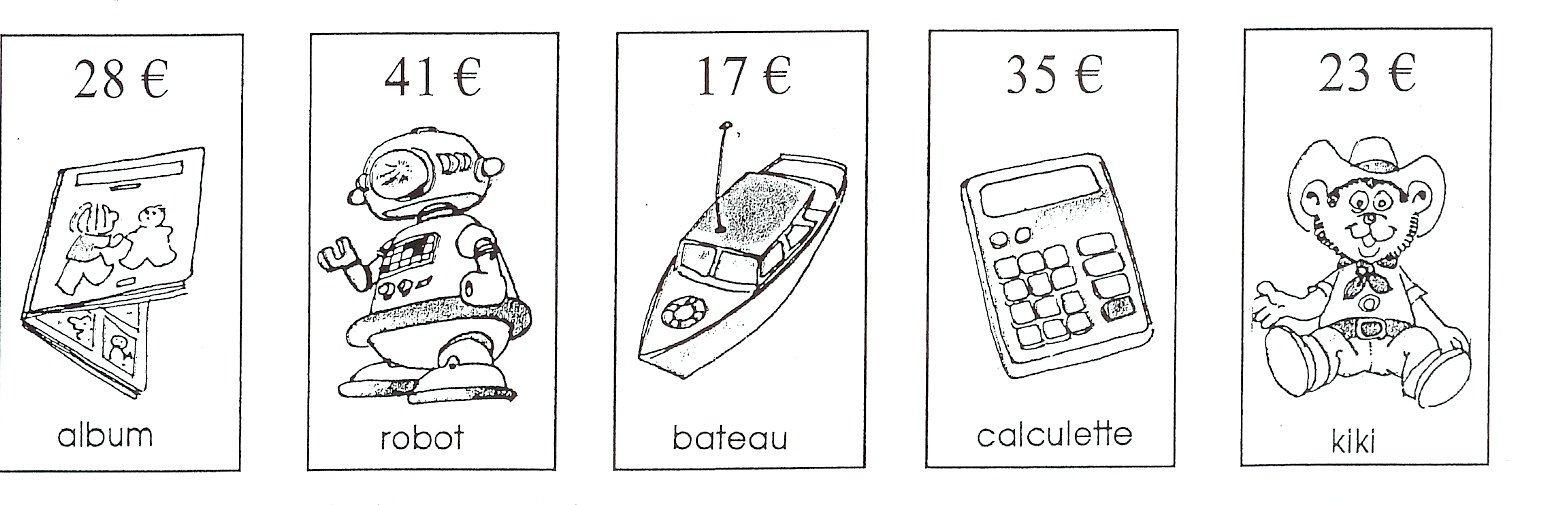 28 €
album
41 €
robot
17 €
bateau
35 €
calculette
23 €
kiki